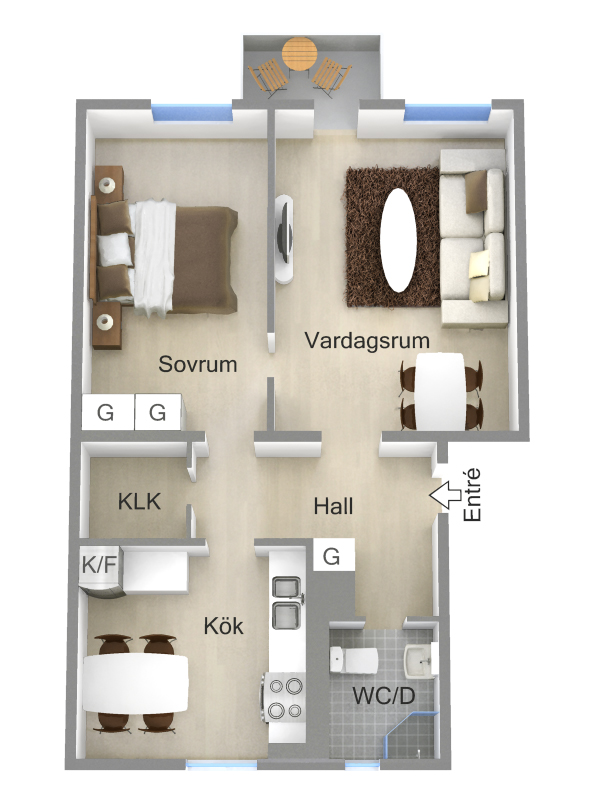 Vardagsrum
Sovrum
G
G
KLK
Hall
Entré
G
K/F
Kök
WC/D